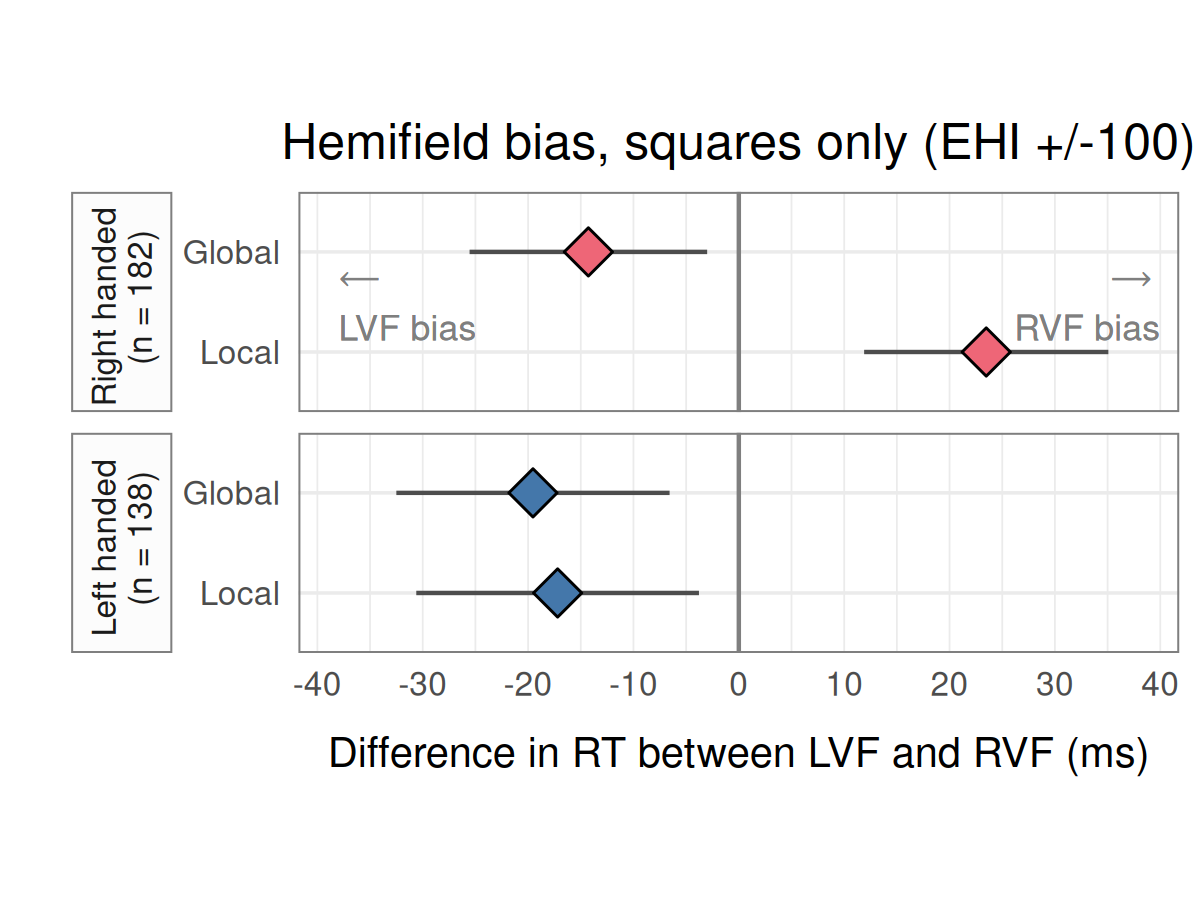 Hemifield bias, squares only (EHI +/-100)
Right handed
(n = 182)
Global
Local
← →
LVF bias
RVF bias
Left handed
(n = 138)
Global
Local
-40 -30 -20 -10 0 10 20 30 40
Difference in RT between LVF and RVF (ms)